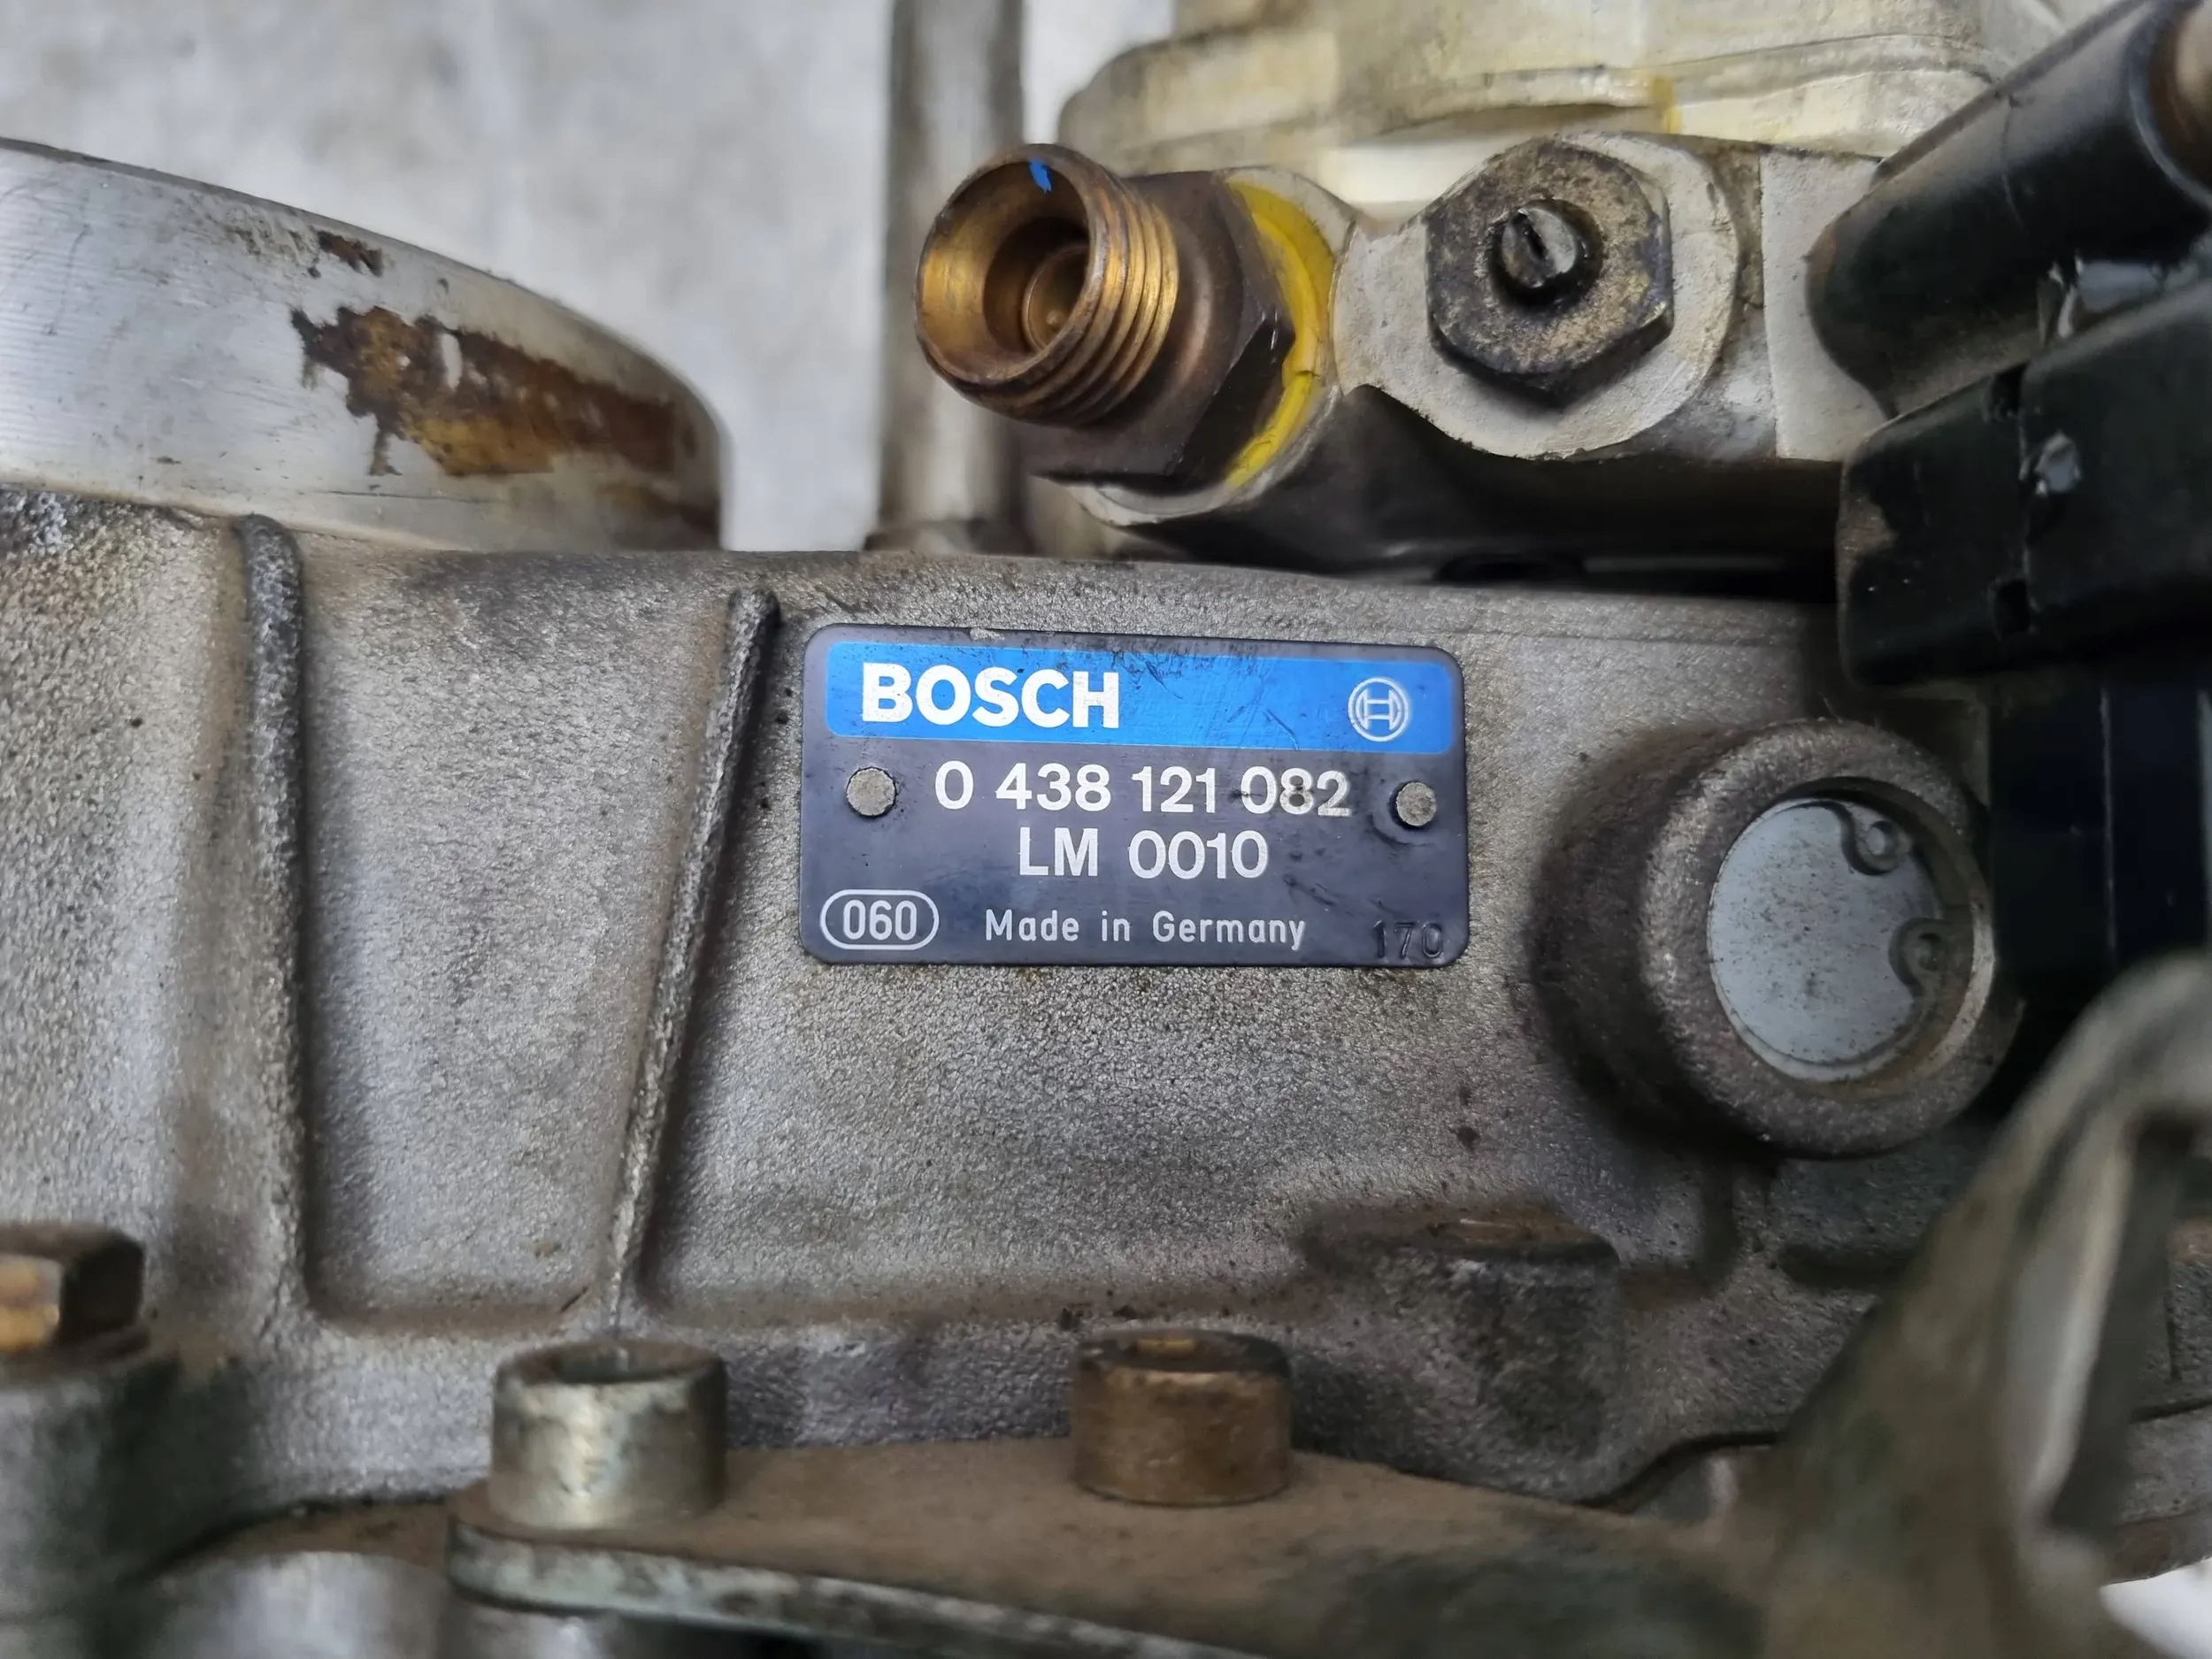 BOSCH
0 438 121 082
LM 0010
060 Made in Germany 170